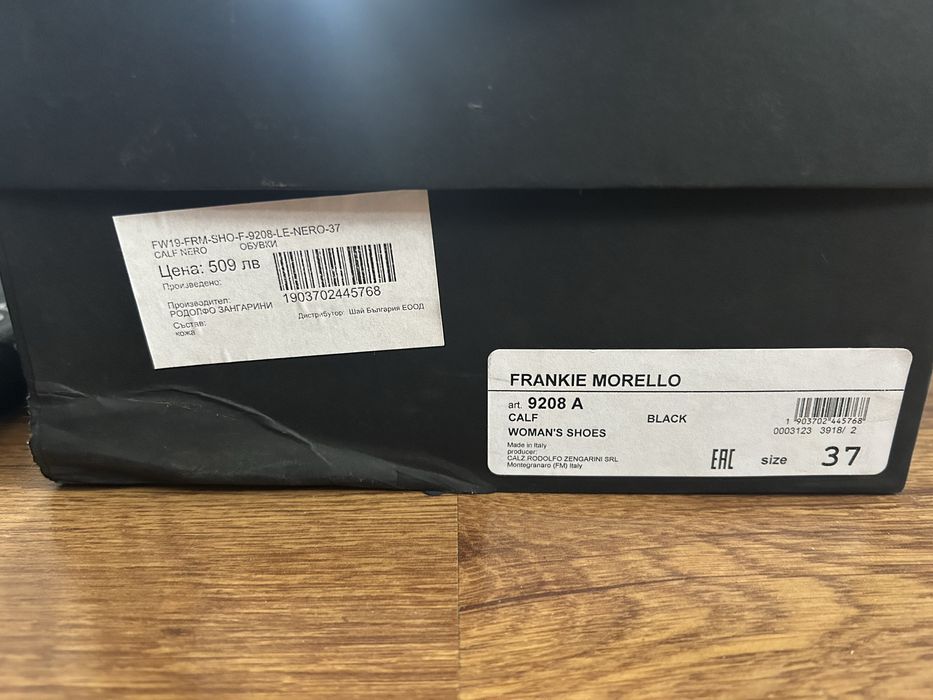 FW19-FRM-SHO-F-9208-LE-NERO-37
CALF NERO ОБУВКИ
Цена: 509 лв
Произведено:
1903702445768
Производител:
РОДОЛФО ЗАНГАРИНИ
Дистрибутор: Шай България ЕООД
Състав:
кожа
FRANKIE MORELLO
art. 9208 A
CALF BLACK
WOMAN'S SHOES
1 903702 445768
0003123 3918/ 2
Made in Italy
producer:
CALZ.RODOLFO ZENGARINI SRL
Montegranaro (FM) Italy
EAC size 37